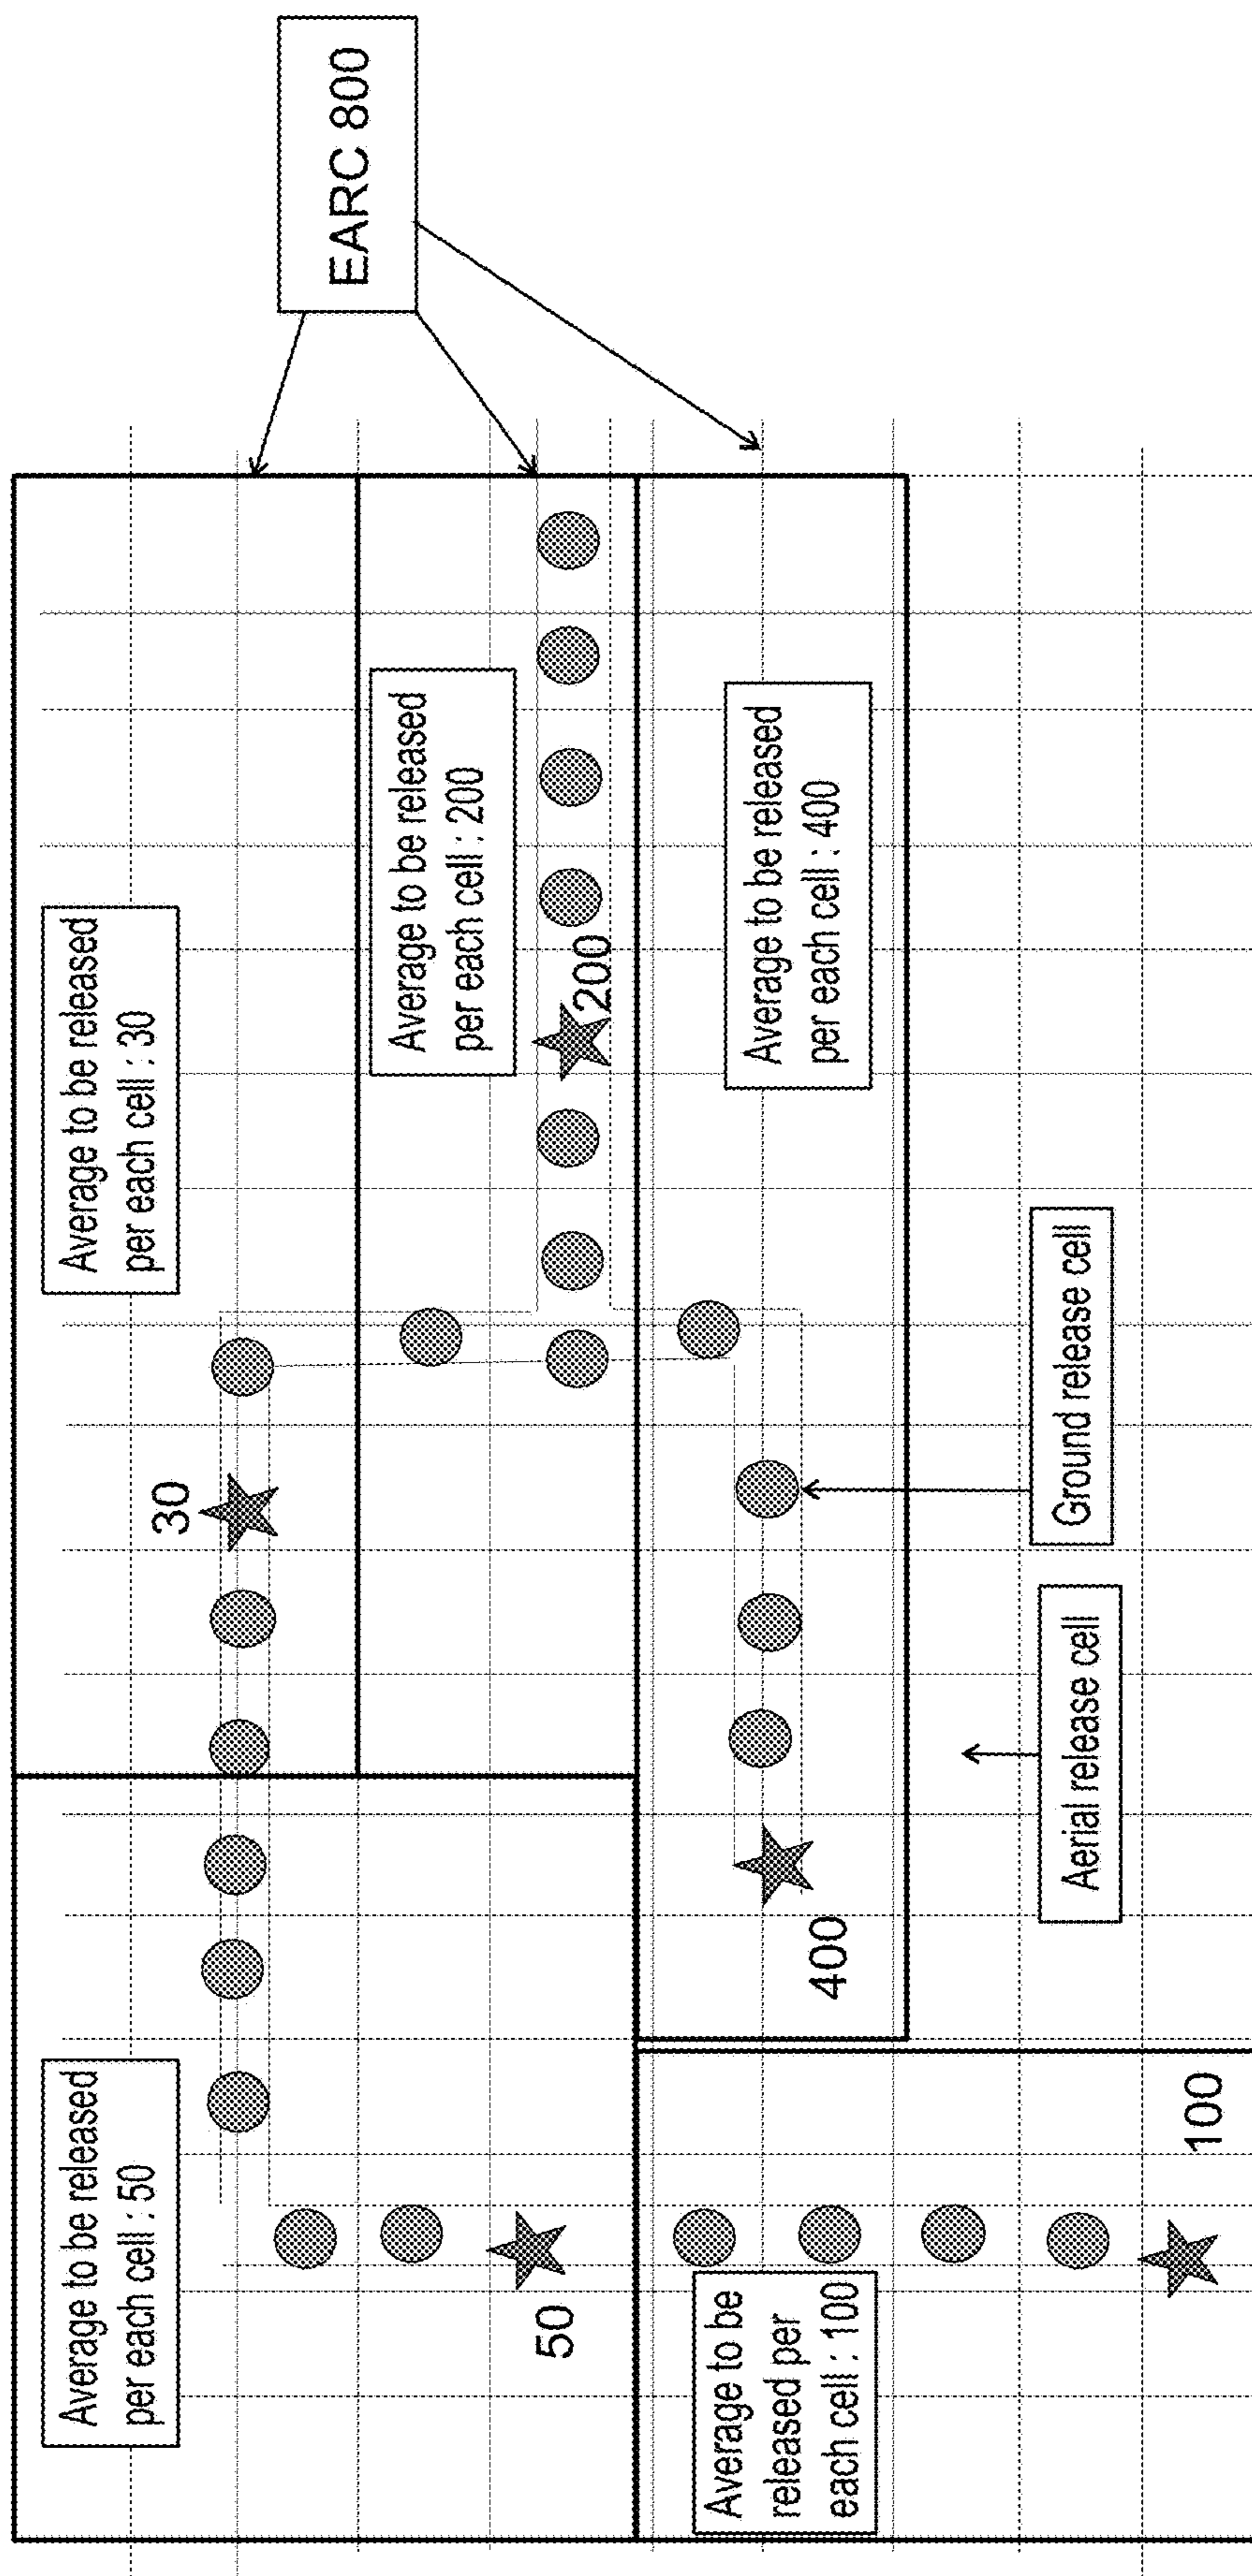 Average to be released
per each cell : 50
Average to be released
per each cell : 30
EARC 800
30
Average to be released
per each cell : 200
50
200
Average to be
released per
each cell : 100
Average to be released
per each cell : 400
400
Ground release cell
Aerial release cell
100